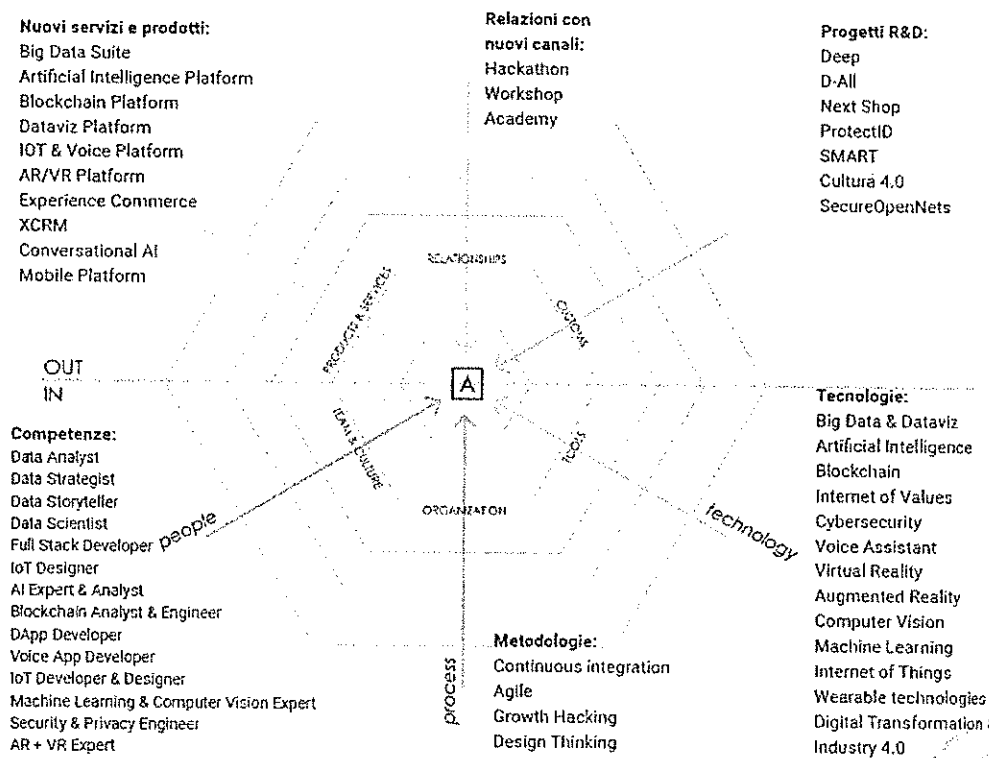 Nuovi servizi e prodotti:
Big Data Suite
Artificial Intelligence Platform
Blockchain Platform
Dataviz Platform
IOT & Voice Platform
AR/VR Platform
Experience Commerce
XCRM
Conversational AI
Mobile Platform
Relazioni con
nuovi canali:
Hackathon
Workshop
Academy
Progetti R&D:
Deep
D-All
Next Shop
ProtectID
SMART
Cultura 4.0
SecureOpenNets
RELATIONSHIPS
PRODUCTS & SERVICES
CUSTOMS
OUT
IN
A
TEAM & CULTURE
TOOLS
ORGANIZATION
people
process
technology
Competenze:
Data Analyst
Data Strategist
Data Storyteller
Data Scientist
Full Stack Developer
IoT Designer
AI Expert & Analyst
Blockchain Analyst & Engineer
DApp Developer
Voice App Developer
IoT Developer & Designer
Machine Learning & Computer Vision Expert
Security & Privacy Engineer
AR + VR Expert
Metodologie:
Continuous integration
Agile
Growth Hacking
Design Thinking
Tecnologie:
Big Data & Dataviz
Artificial Intelligence
Blockchain
Internet of Values
Cybersecurity
Voice Assistant
Virtual Reality
Augmented Reality
Computer Vision
Machine Learning
Internet of Things
Wearable technologies
Digital Transformation &
Industry 4.0